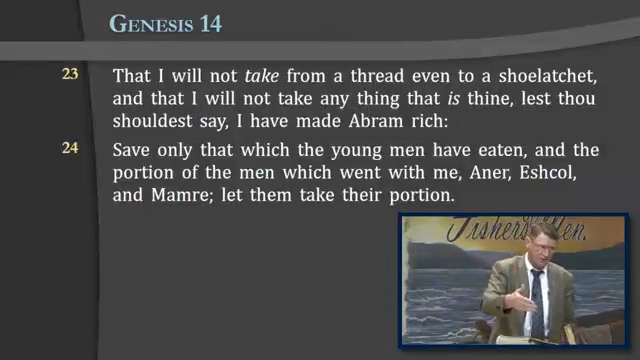 GENESIS 14
23 That I will not take from a thread even to a shoelatchet,
and that I will not take any thing that is thine, lest thou
shouldest say, I have made Abram rich:
24 Save only that which the young men have eaten, and the
portion of the men which went with me, Aner, Eshcol,
and Mamre; let them take their portion.
Fishers Men.